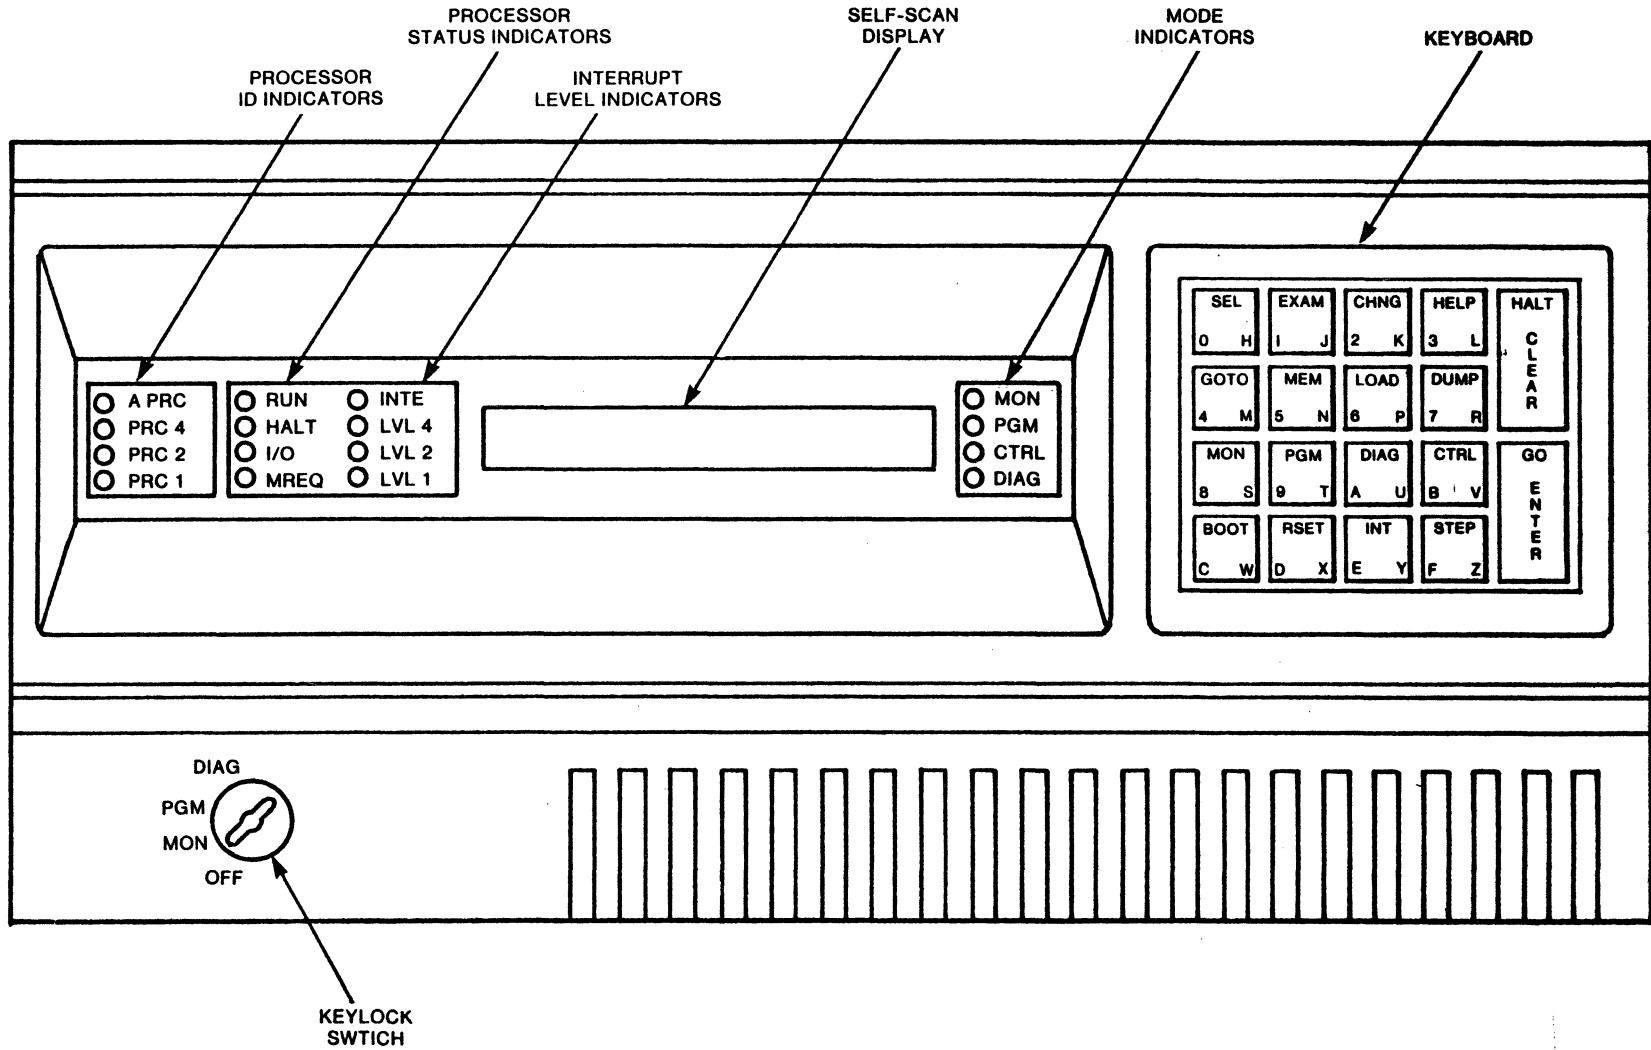 PROCESSOR
STATUS INDICATORS
SELF-SCAN
DISPLAY
MODE
INDICATORS
KEYBOARD
PROCESSOR
ID INDICATORS
INTERRUPT
LEVEL INDICATORS
A PRC
PRC 4
PRC 2
PRC 1
RUN
HALT
I/O
MREQ
INTE
LVL 4
LVL 2
LVL 1
MON
PGM
CTRL
DIAG
SEL
0 H
EXAM
I J
CHNG
2 K
HELP
3 L
HALT
CLEAR
GOTO
4 M
MEM
5 N
LOAD
6 P
DUMP
7 R
MON
8 S
PGM
9 T
DIAG
A U
CTRL
B V
GO
ENTER
BOOT
C W
RSET
D X
INT
E Y
STEP
F Z
DIAG
PGM
MON
OFF
KEYLOCK
SWTICH